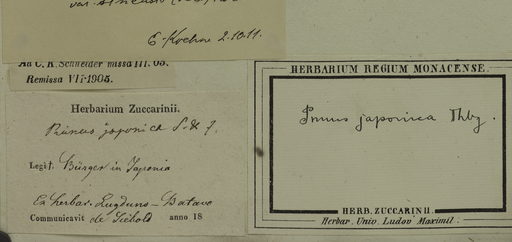 E. Koehne 2.10.11.
Ad C. K. Schneider missa III. 05.
Remissa VII 1905.
Herbarium Zuccarinii.
Prunus japonica S. & Z.
Legit. Bürger in Japonia
Ex herbar. Lugduno-Batavo
Communicavit de Siebold anno 18
HERBARIUM REGIUM MONACENSE.
Prunus japonica Thbg.
HERB. ZUCCARINII.
Herbar. Univ. Ludov. Maximil.